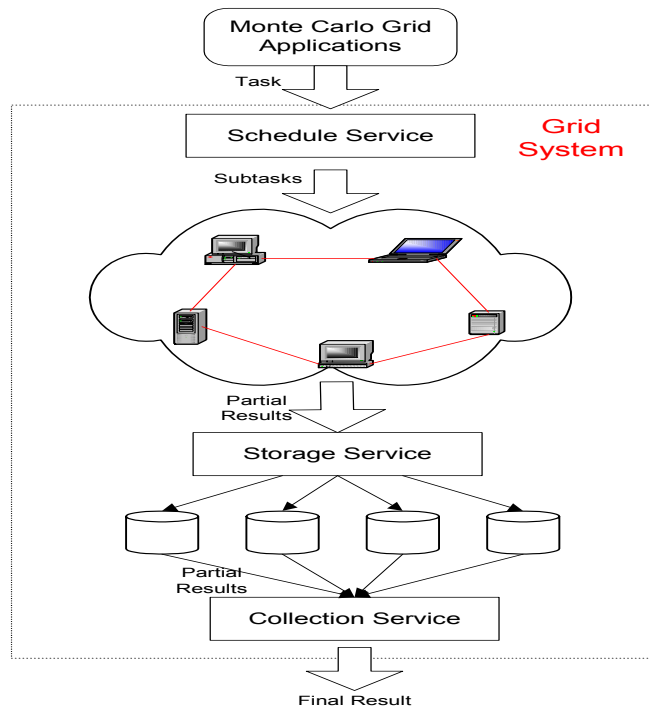 Monte Carlo Grid
Applications
Task
Schedule Service
Grid
System
Subtasks
Partial
Results
Storage Service
Partial
Results
Collection Service
Final Result